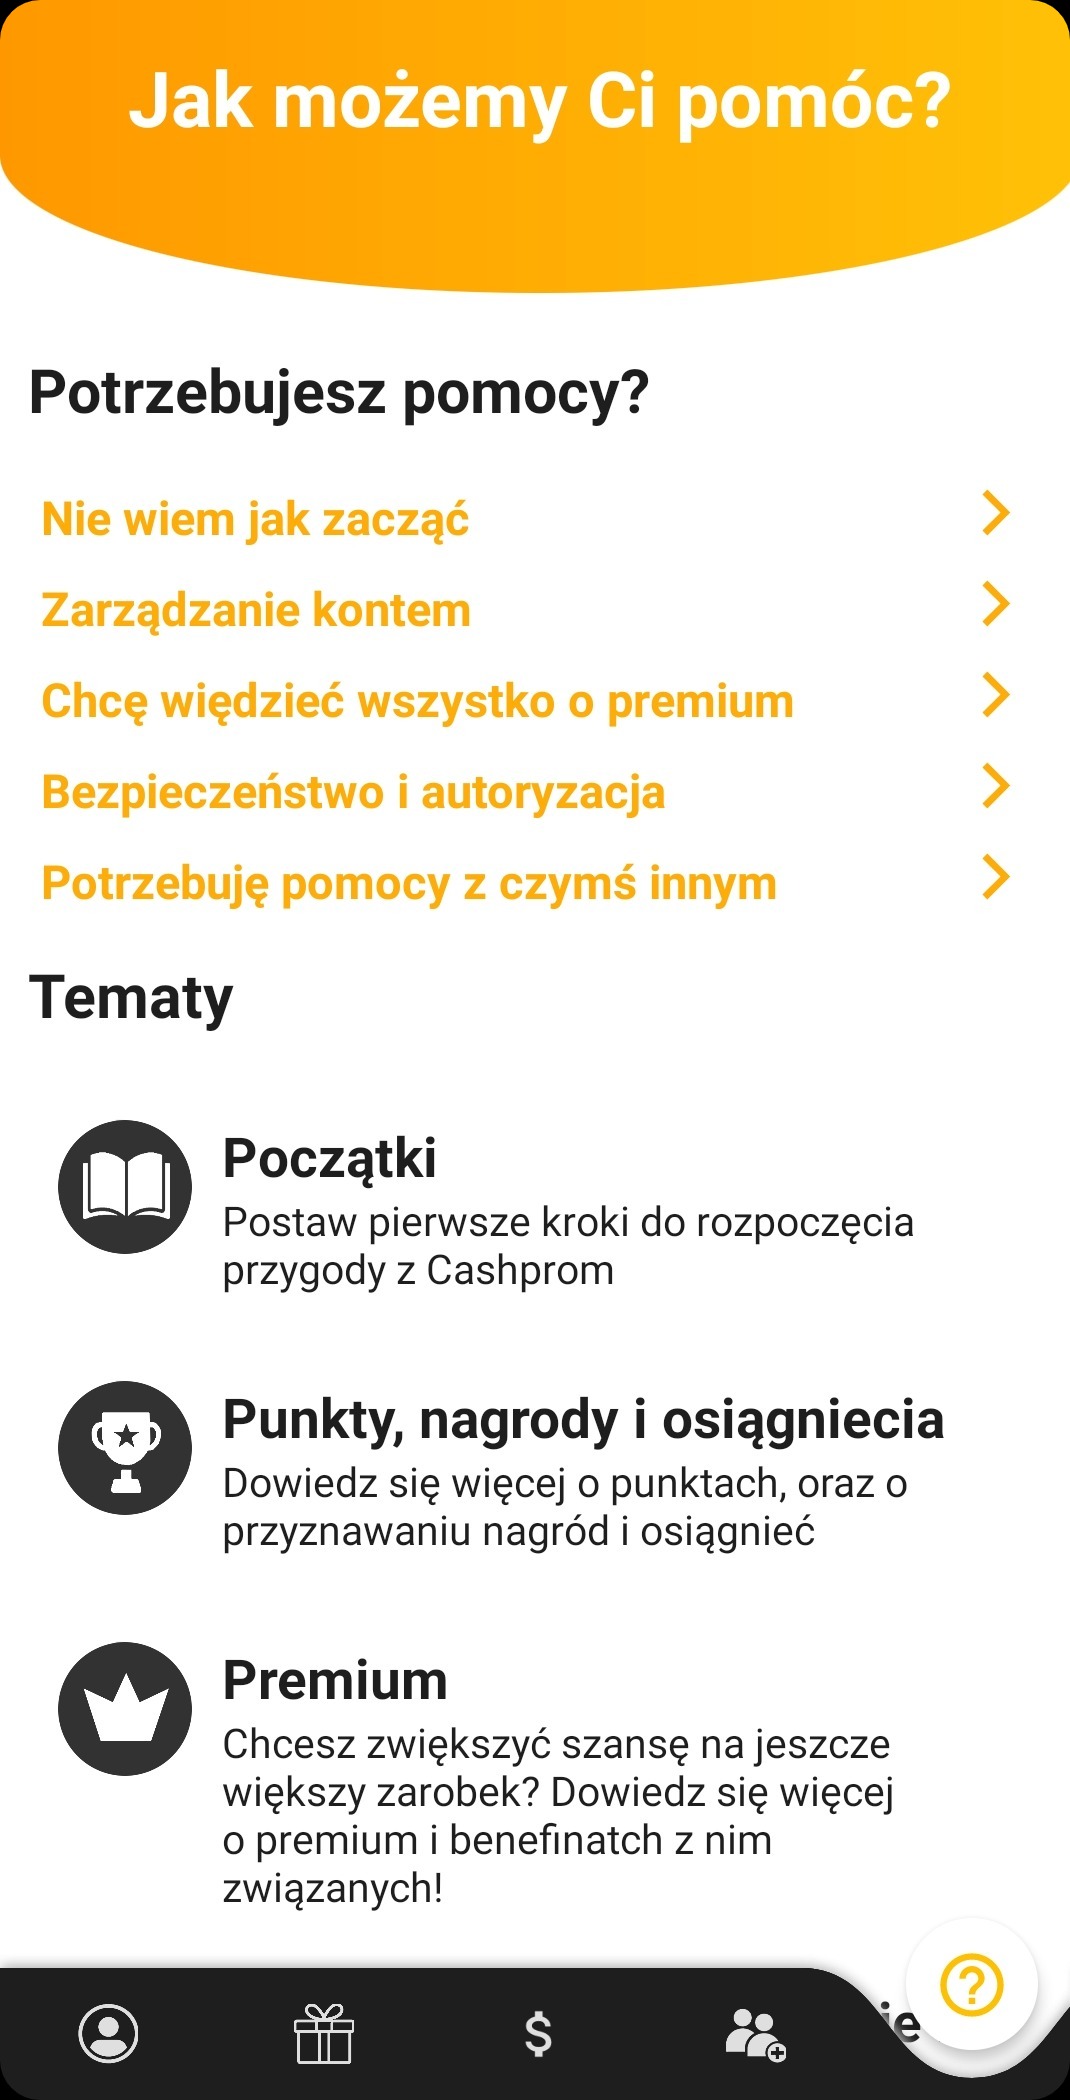 Jak możemy Ci pomóc?
Potrzebujesz pomocy?
Nie wiem jak zacząć
Zarządzanie kontem
Chcę więdzieć wszystko o premium
Bezpieczeństwo i autoryzacja
Potrzebuję pomocy z czymś innym
Tematy
Początki
Postaw pierwsze kroki do rozpoczęcia
przygody z Cashprom
Punkty, nagrody i osiągniecia
Dowiedz się więcej o punktach, oraz o
przyznawaniu nagród i osiągnieć
Premium
Chcesz zwiększyć szansę na jeszcze
większy zarobek? Dowiedz się więcej
o premium i benefinatch z nim
związanych!